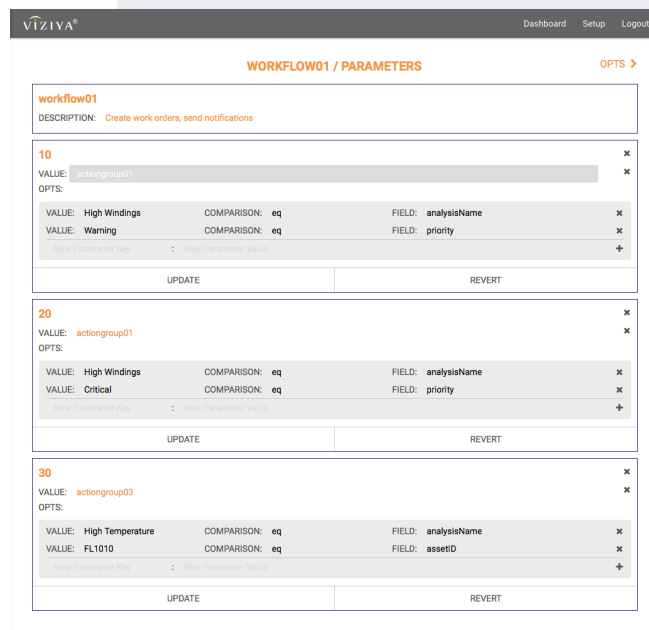 VIZIYA®
Dashboard Setup Logout
WORKFLOW01 / PARAMETERS
OPTS
workflow01
DESCRIPTION: Create work orders, send notifications
10
VALUE: actiongroup01
OPTS:
VALUE: High Windings COMPARISON: eq FIELD: analysisName
VALUE: Warning COMPARISON: eq FIELD: priority
New Parameter Key : New Parameter Value
UPDATE REVERT
20
VALUE: actiongroup01
OPTS:
VALUE: High Windings COMPARISON: eq FIELD: analysisName
VALUE: Critical COMPARISON: eq FIELD: priority
New Parameter Key : New Parameter Value
UPDATE REVERT
30
VALUE: actiongroup03
OPTS:
VALUE: High Temperature COMPARISON: eq FIELD: analysisName
VALUE: FL1010 COMPARISON: eq FIELD: assetID
New Parameter Key : New Parameter Value
UPDATE REVERT